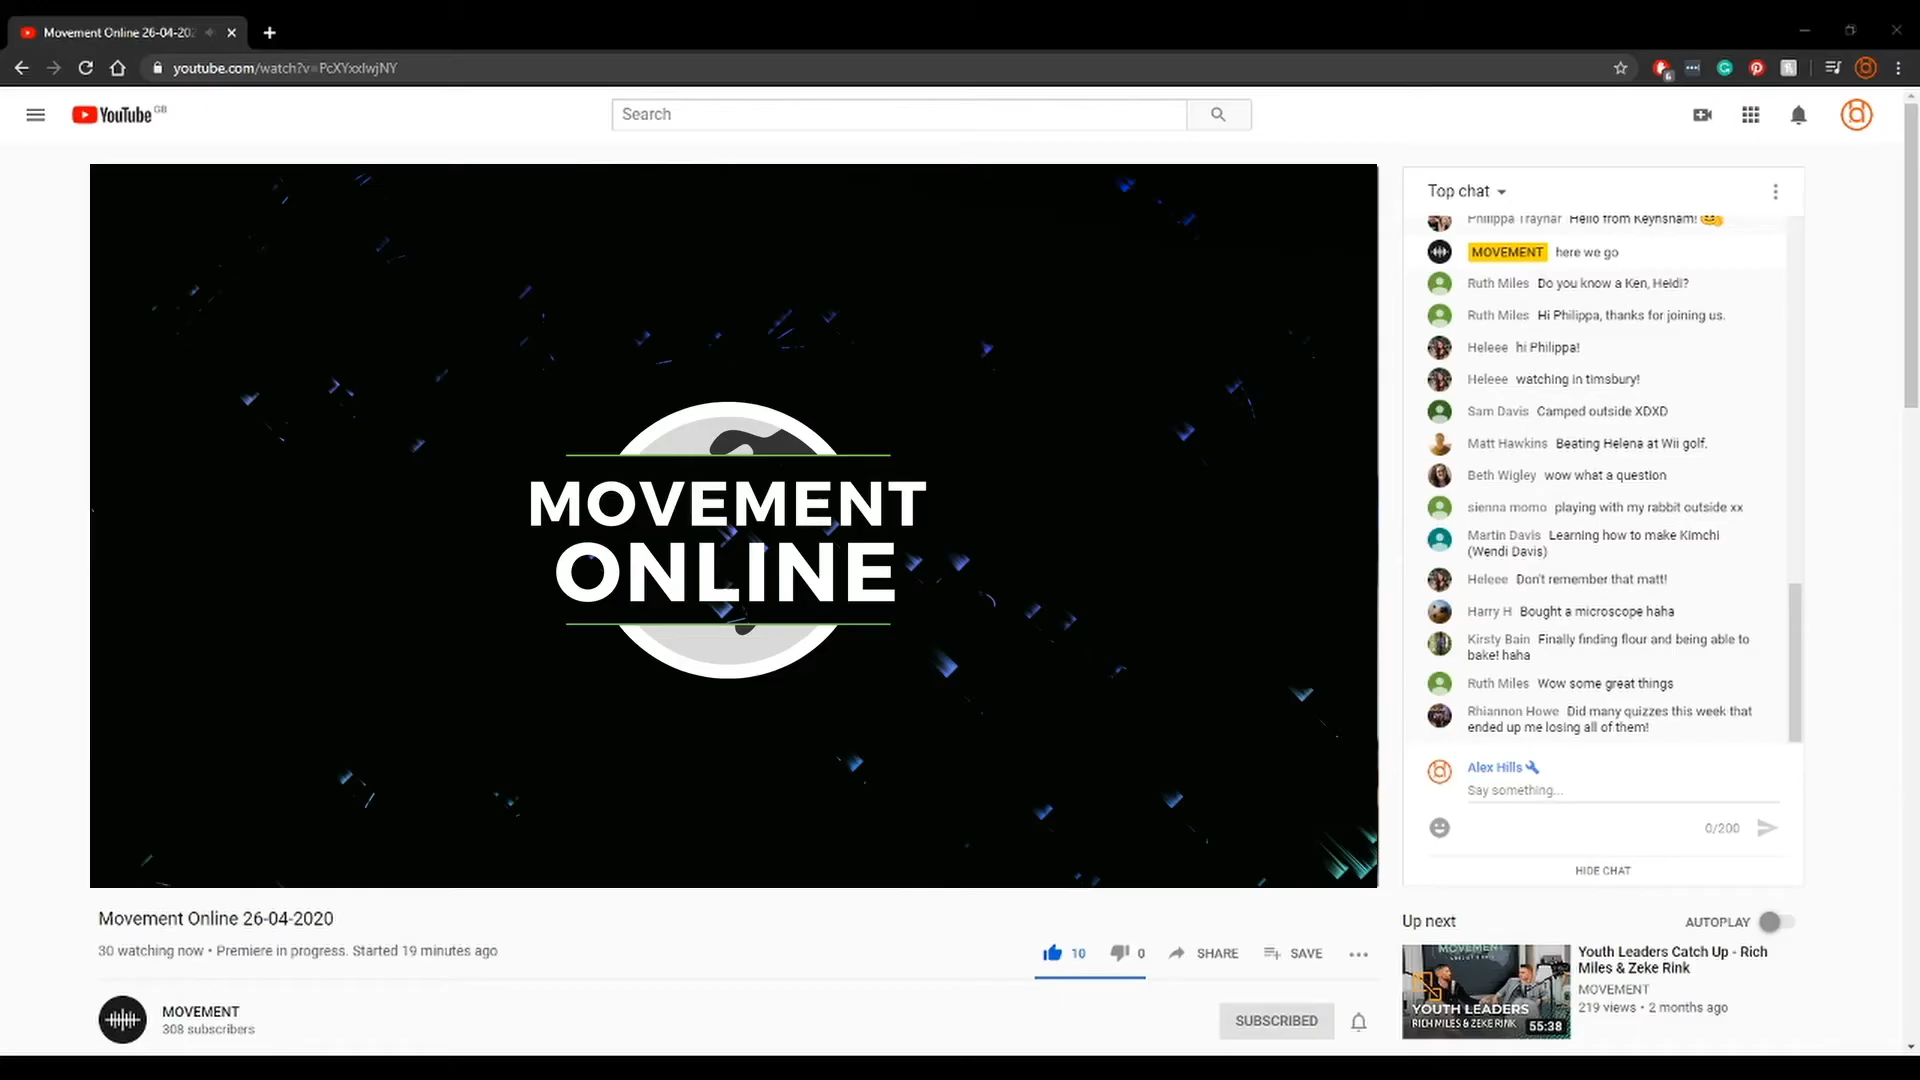 Movement Online 26-04-202
youtube.com/watch?v=PcXYxxlwjNY
6
YouTube GB
Search
MOVEMENT
ONLINE
Top chat
Philippa Traynar Hello from Keynsham!
MOVEMENT here we go
Ruth Miles Do you know a Ken, Heidi?
Ruth Miles Hi Philippa, thanks for joining us.
Heleee hi Philippa!
Heleee watching in timsbury!
Sam Davis Camped outside XDXD
Matt Hawkins Beating Helena at Wii golf.
Beth Wigley wow what a question
sienna momo playing with my rabbit outside xx
Martin Davis Learning how to make Kimchi
(Wendi Davis)
Heleee Don't remember that matt!
Harry H Bought a microscope haha
Kirsty Bain Finally finding flour and being able to
bake! haha
Ruth Miles Wow some great things
Rhiannon Howe Did many quizzes this week that
ended up me losing all of them!
Alex Hills
Say something...
0/200
HIDE CHAT
Movement Online 26-04-2020
30 watching now • Premiere in progress. Started 19 minutes ago
10
0
SHARE
SAVE
MOVEMENT
308 subscribers
SUBSCRIBED
Up next
AUTOPLAY
MOVEMENT
YOUTH LEADERS
RICH MILES & ZEKE RINK
55:38
Youth Leaders Catch Up - Rich
Miles & Zeke Rink
MOVEMENT
219 views • 2 months ago